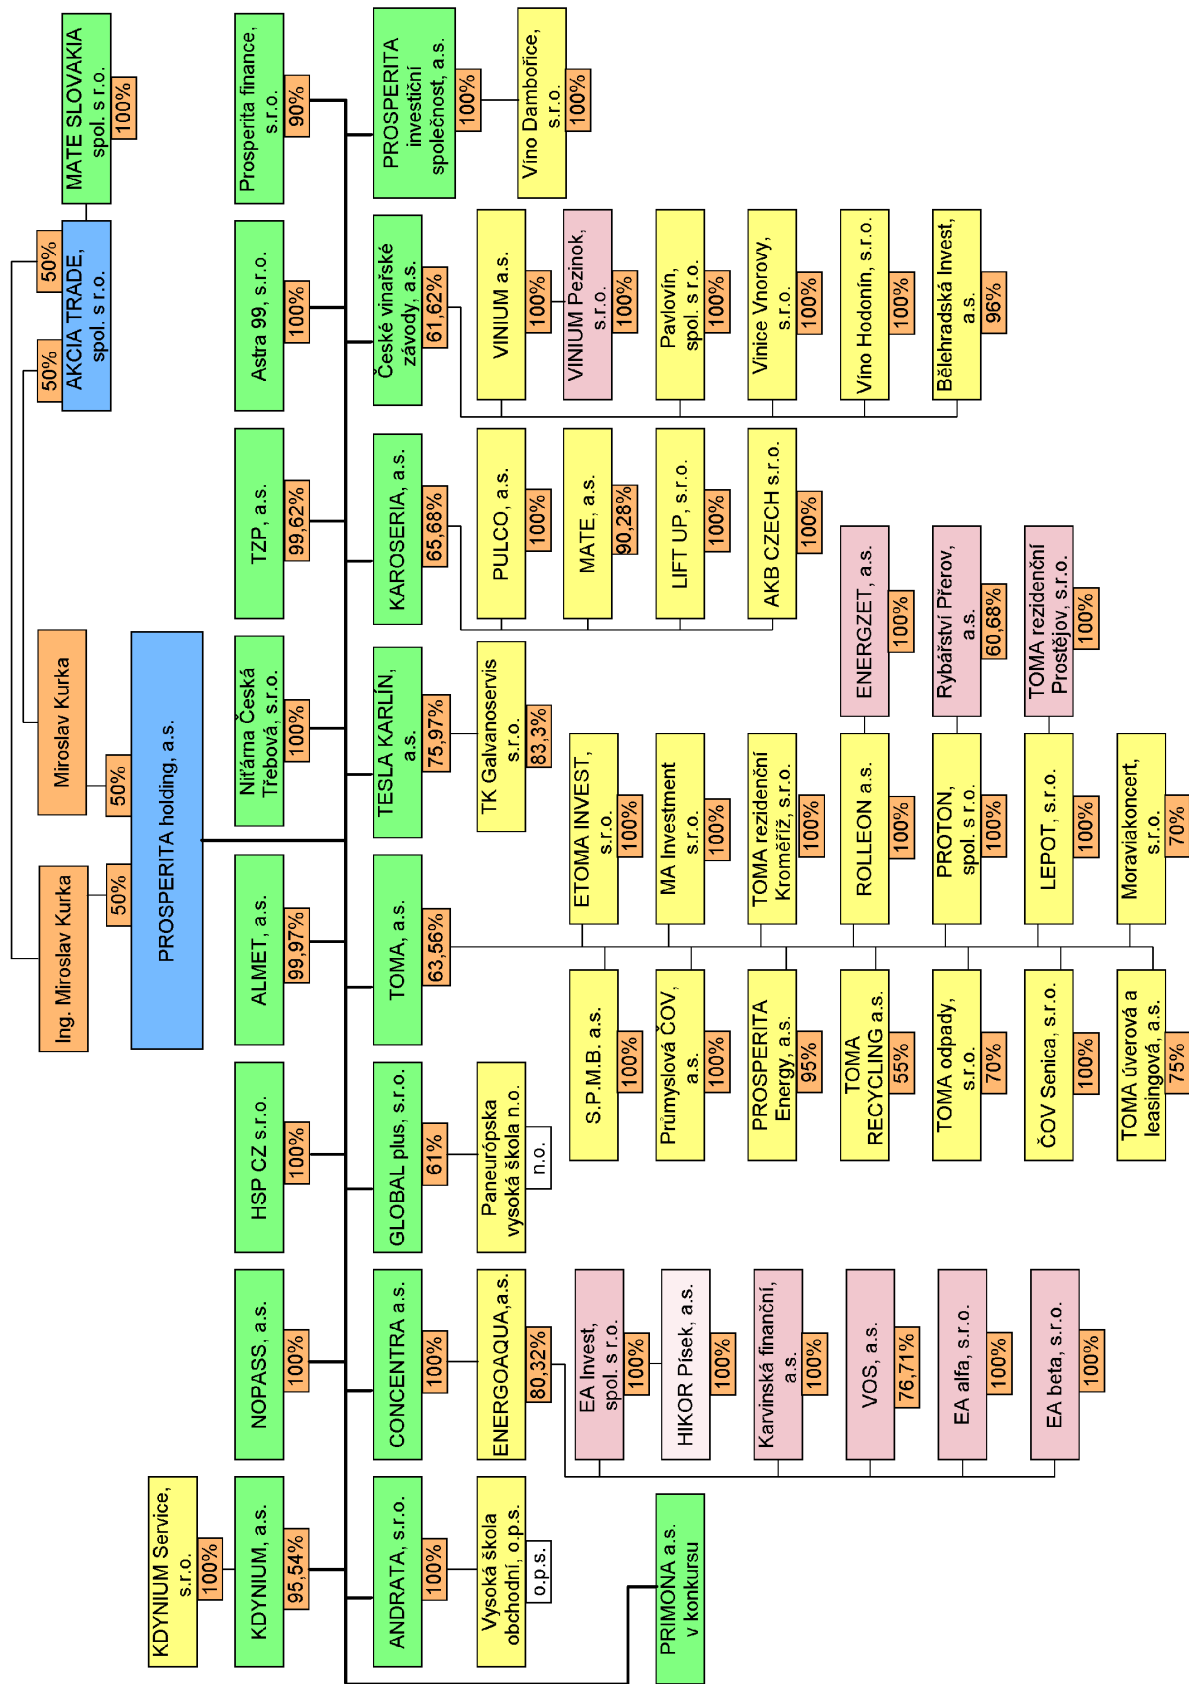 Ing. Miroslav Kurka
Miroslav Kurka
50%
50%
PROSPERITA holding, a.s.
50%
50%
AKCIA TRADE,
spol. s r.o.
MATE SLOVAKIA
spol. s r.o.
100%
KDYNIUM Service,
s.r.o.
100%
KDYNIUM, a.s.
95,54%
NOPASS, a.s.
100%
HSP CZ s.r.o.
100%
ALMET, a.s.
99,97%
Niťárna Česká
Třebová, s.r.o.
100%
TZP, a.s.
99,62%
Astra 99, s.r.o.
100%
Prosperita finance,
s.r.o.
90%
ANDRATA, s.r.o.
100%
Vysoká škola
obchodní, o.p.s.
o.p.s.
CONCENTRA a.s.
100%
ENERGOAQUA,a.s.
80,32%
EA Invest,
spol. s r.o.
100%
HIKOR Písek, a.s.
100%
Karvinská finanční,
a.s.
100%
VOS, a.s.
76,71%
EA alfa, s.r.o.
100%
EA beta, s.r.o.
100%
GLOBAL plus, s.r.o.
61%
Paneurópska
vysoká škola n.o.
n.o.
TOMA, a.s.
63,56%
S.P.M.B. a.s.
100%
Průmyslová ČOV,
a.s.
100%
PROSPERITA
Energy, a.s.
95%
TOMA
RECYCLING a.s.
55%
TOMA odpady,
s.r.o.
70%
ČOV Senica, s.r.o.
100%
TOMA úverová a
leasingová, a.s.
75%
ETOMA INVEST,
s.r.o.
100%
MA Investment
s.r.o.
100%
TOMA rezidenční
Kroměříž, s.r.o.
100%
ROLLEON a.s.
100%
ENERGZET, a.s.
100%
PROTON,
spol. s r.o.
100%
Rybářství Přerov,
a.s.
60,68%
LEPOT, s.r.o.
100%
TOMA rezidenční
Prostějov, s.r.o.
100%
Moraviakoncert,
s.r.o.
70%
TESLA KARLÍN,
a.s.
75,97%
TK Galvanoservis
s.r.o.
83,3%
KAROSERIA, a.s.
65,68%
PULCO, a.s.
100%
MATE, a.s.
90,28%
LIFT UP, s.r.o.
100%
AKB CZECH s.r.o.
100%
České vinařské
závody, a.s.
61,62%
VINIUM a.s.
100%
VINIUM Pezinok,
s.r.o.
100%
Pavlovín,
spol. s r.o.
100%
Vinice Vnorovy,
s.r.o.
100%
Víno Hodonín, s.r.o.
100%
Bělehradská Invest,
a.s.
96%
PROSPERITA
investiční
společnost, a.s.
100%
Víno Dambořice,
s.r.o.
100%
PRIMONA a.s.
v konkursu